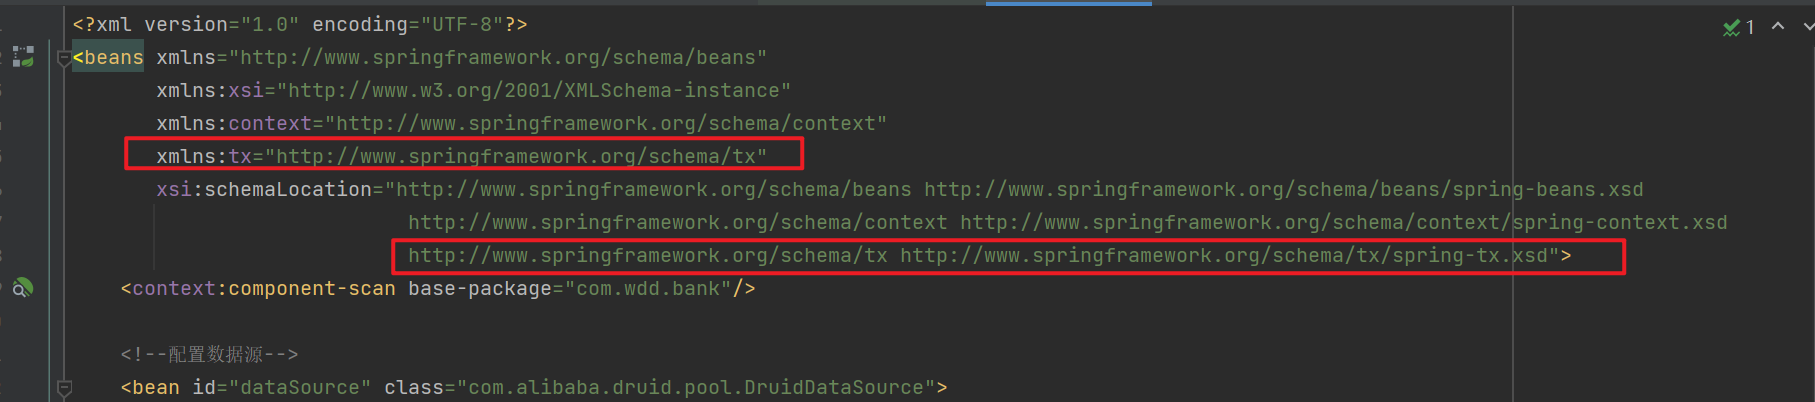 <?xml version="1.0" encoding="UTF-8"?>
1
<beans xmlns="http://www.springframework.org/schema/beans"
xmlns:xsi="http://www.w3.org/2001/XMLSchema-instance"
xmlns:context="http://www.springframework.org/schema/context"
xmlns:tx="http://www.springframework.org/schema/tx"
xsi:schemaLocation="http://www.springframework.org/schema/beans http://www.springframework.org/schema/beans/spring-beans.xsd
http://www.springframework.org/schema/context http://www.springframework.org/schema/context/spring-context.xsd
http://www.springframework.org/schema/tx http://www.springframework.org/schema/tx/spring-tx.xsd">
<context:component-scan base-package="com.wdd.bank"/>
<!--配置数据源-->
<bean id="dataSource" class="com.alibaba.druid.pool.DruidDataSource">